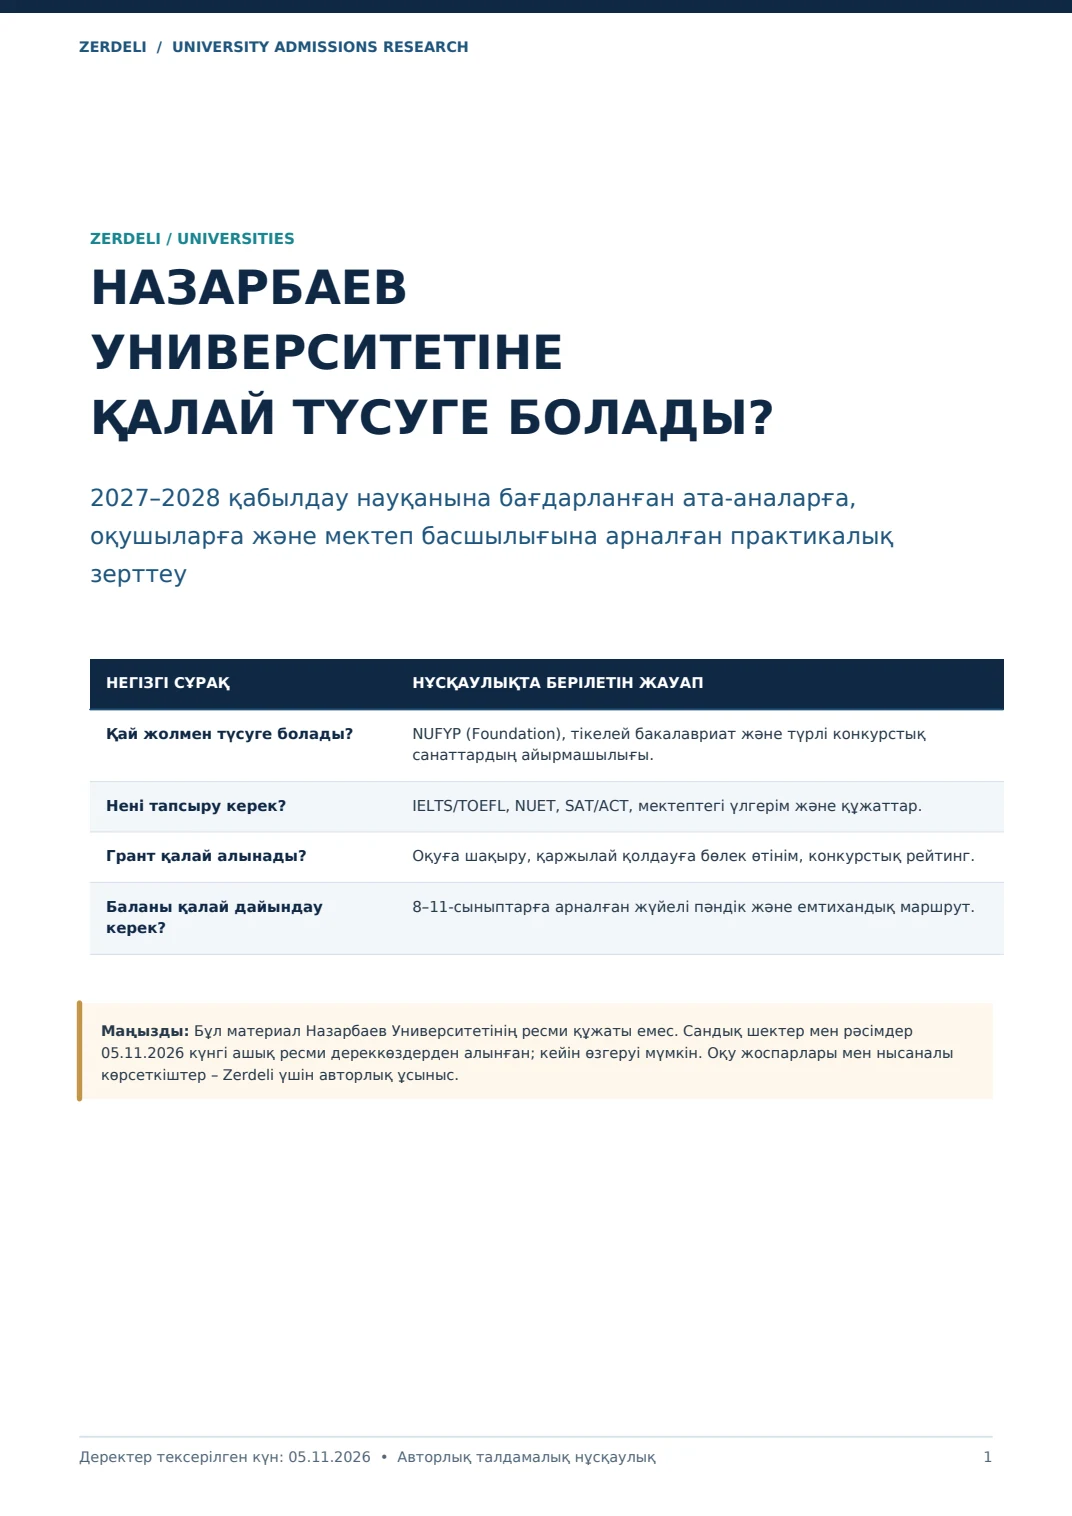 ZERDELI / UNIVERSITY ADMISSIONS RESEARCH
ZERDELI / UNIVERSITIES
НАЗАРБАЕВ
УНИВЕРСИТЕТІНЕ
ҚАЛАЙ ТҮСУГЕ БОЛАДЫ?
2027–2028 қабылдау науқанына бағдарланған ата-аналарға,
оқушыларға және мектеп басшылығына арналған практикалық
зерттеу
НЕГІЗГІ СҰРАҚ НҰСҚАУЛЫҚТА БЕРІЛЕТІН ЖАУАП
Қай жолмен түсуге болады? NUFYP (Foundation), тікелей бакалавриат және түрлі конкурстық
санаттардың айырмашылығы.
Нені тапсыру керек? IELTS/TOEFL, NUET, SAT/ACT, мектептегі үлгерім және құжаттар.
Грант қалай алынады? Оқуға шақыру, қаржылай қолдауға бөлек өтінім, конкурстық рейтинг.
Баланы қалай дайындау 8–11-сыныптарға арналған жүйелі пәндік және емтихандық маршрут.
керек?
Маңызды: Бұл материал Назарбаев Университетінің ресми құжаты емес. Сандық шектер мен рәсімдер
05.11.2026 күнгі ашық ресми дереккөздерден алынған; кейін өзгеруі мүмкін. Оқу жоспарлары мен нысаналы
көрсеткіштер – Zerdeli үшін авторлық ұсыныс.
Деректер тексерілген күн: 05.11.2026 • Авторлық талдамалық нұсқаулық 1